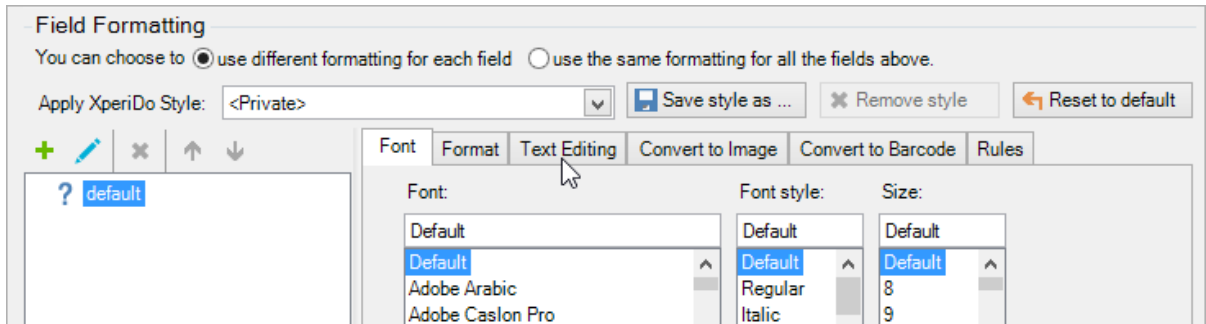 Field Formatting
You can choose to use different formatting for each field use the same formatting for all the fields above.
Apply XperiDo Style: <Private> Save style as ... Remove style Reset to default
Font Format Text Editing Convert to Image Convert to Barcode Rules
? default
Font: Font style: Size:
Default Default Default
Default Default Default
Adobe Arabic Regular 8
Adobe Caslon Pro Italic 9